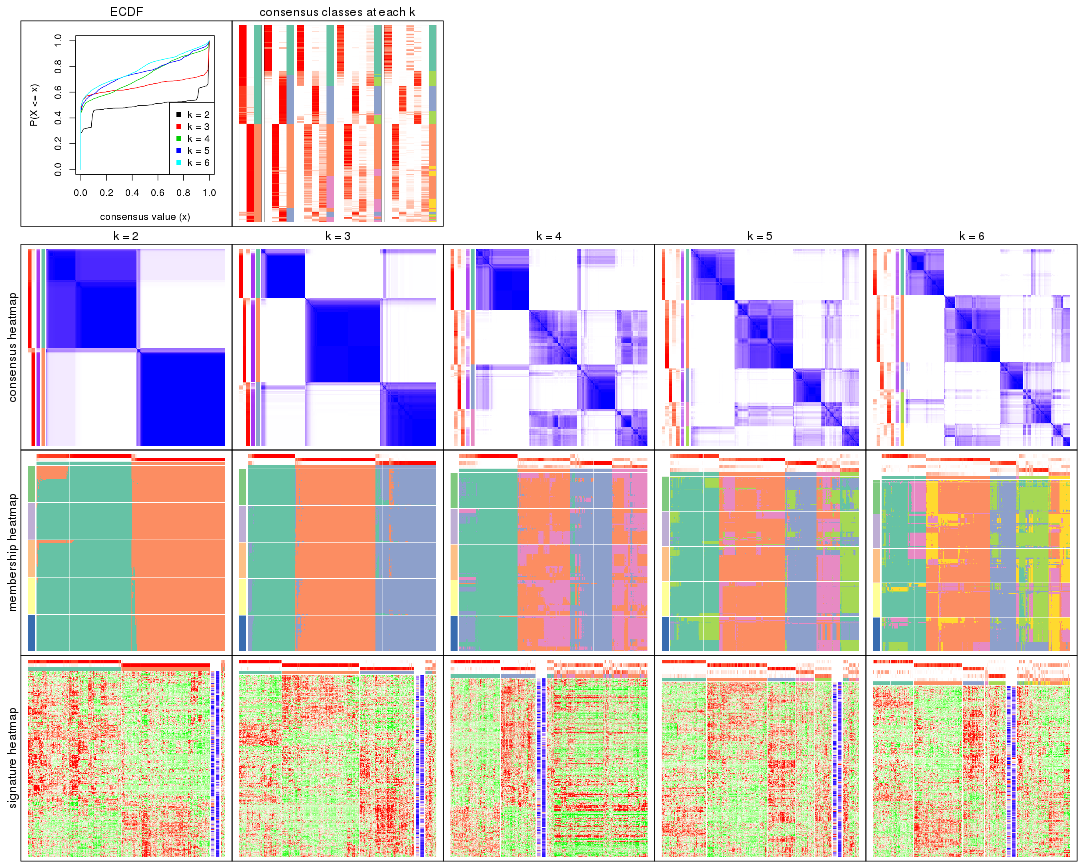 ECDF
consensus classes at each k
P(X <= x)
0.0 0.2 0.4 0.6 0.8 1.0
k = 2
k = 3
k = 4
k = 5
k = 6
0.0 0.2 0.4 0.6 0.8 1.0
consensus value (x)
k = 2
k = 3
k = 4
k = 5
k = 6
consensus heatmap
membership heatmap
signature heatmap